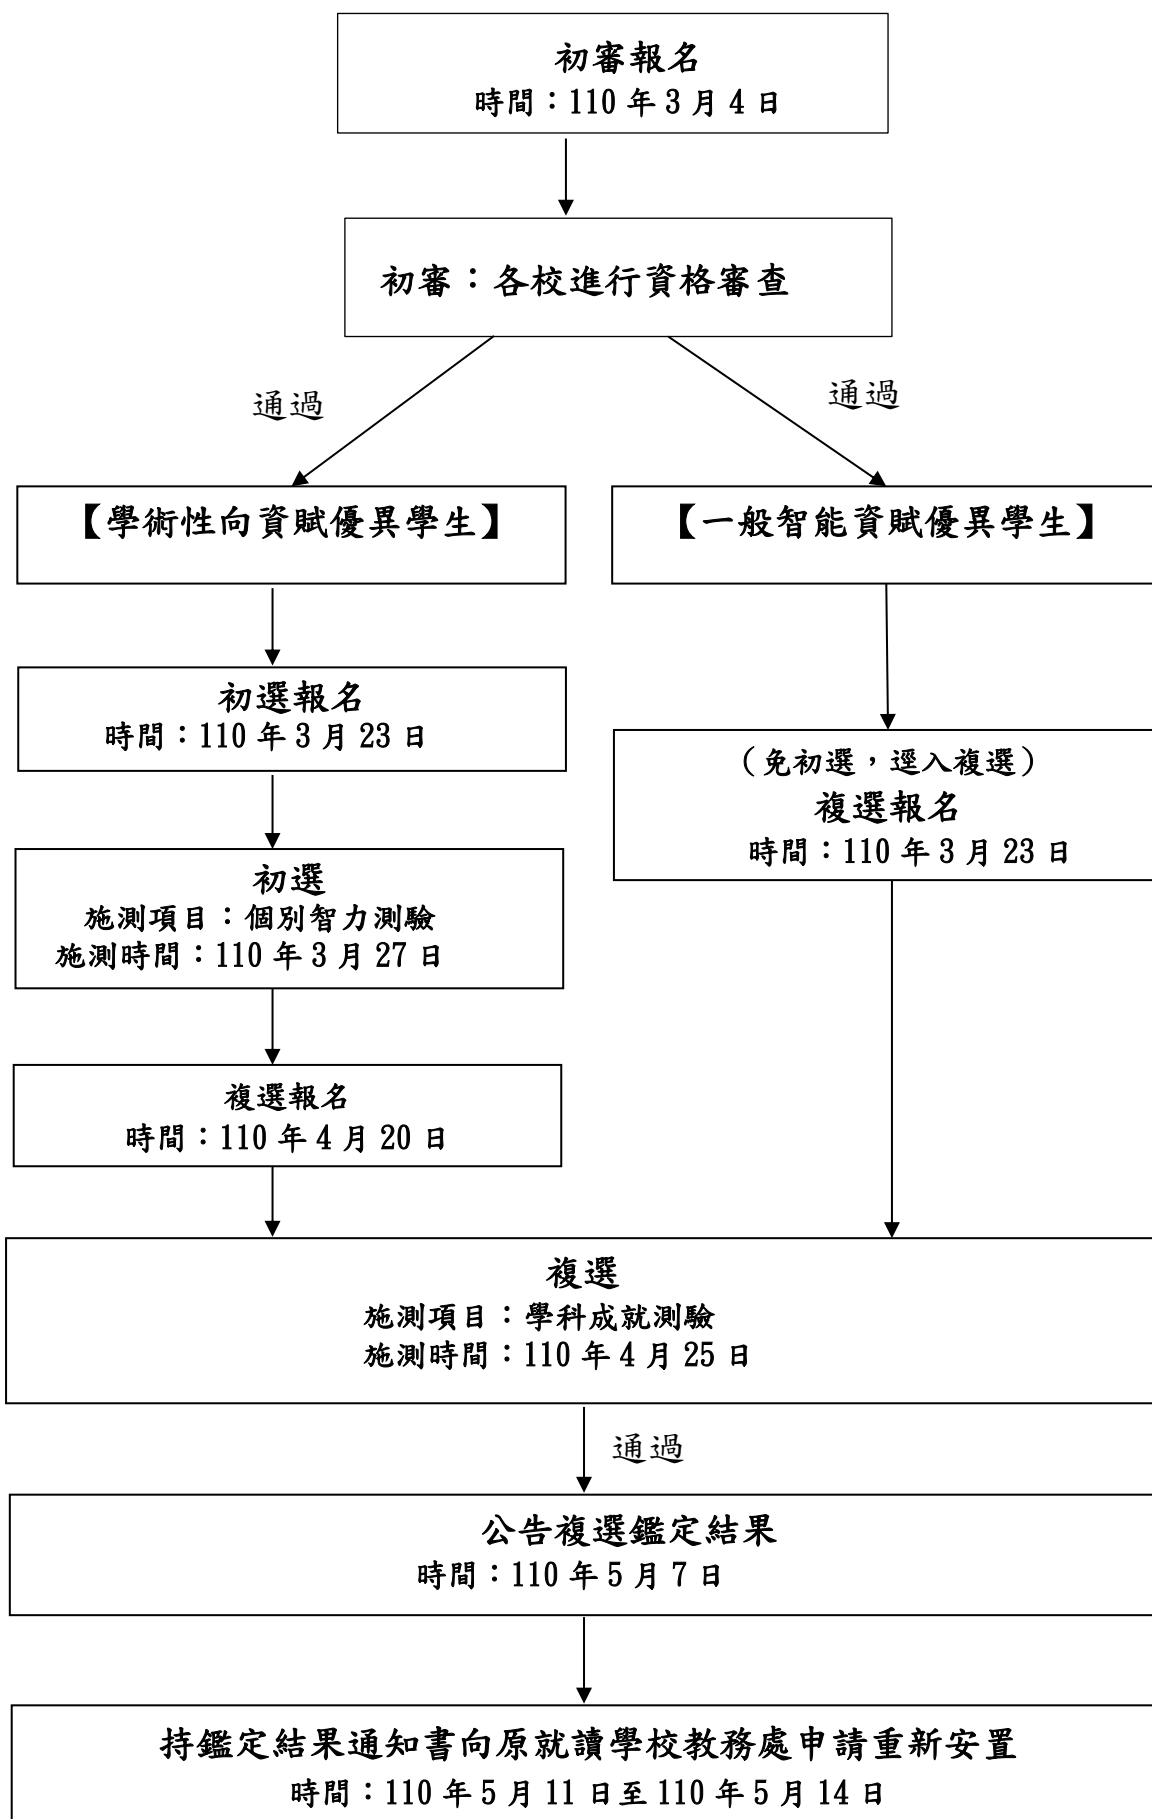 初審報名
時間：110 年 3 月 4 日
初審：各校進行資格審查
通過
通過
【學術性向資賦優異學生】
【一般智能資賦優異學生】
初選報名
時間：110 年 3 月 23 日
（免初選，逕入複選）
複選報名
時間：110 年 3 月 23 日
初選
施測項目：個別智力測驗
施測時間：110 年 3 月 27 日
複選報名
時間：110 年 4 月 20 日
複選
施測項目：學科成就測驗
施測時間：110 年 4 月 25 日
通過
公告複選鑑定結果
時間：110 年 5 月 7 日
持鑑定結果通知書向原就讀學校教務處申請重新安置
時間：110 年 5 月 11 日至 110 年 5 月 14 日